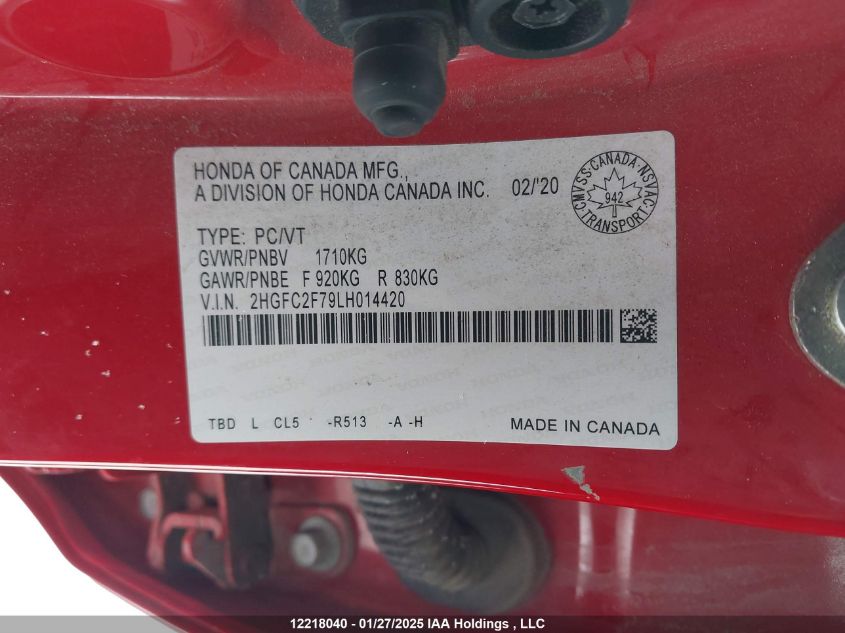 HONDA OF CANADA MFG.,
A DIVISION OF HONDA CANADA INC. 02/'20
CMVSS · CANADA · NSVAC
942
TRANSPORT
TYPE: PC/VT
GVWR/PNBV 1710KG
GAWR/PNBE F 920KG R 830KG
V.I.N. 2HGFC2F79LH014420
TBD L CL5 -R513 -A -H MADE IN CANADA
12218040 - 01/27/2025 IAA Holdings , LLC